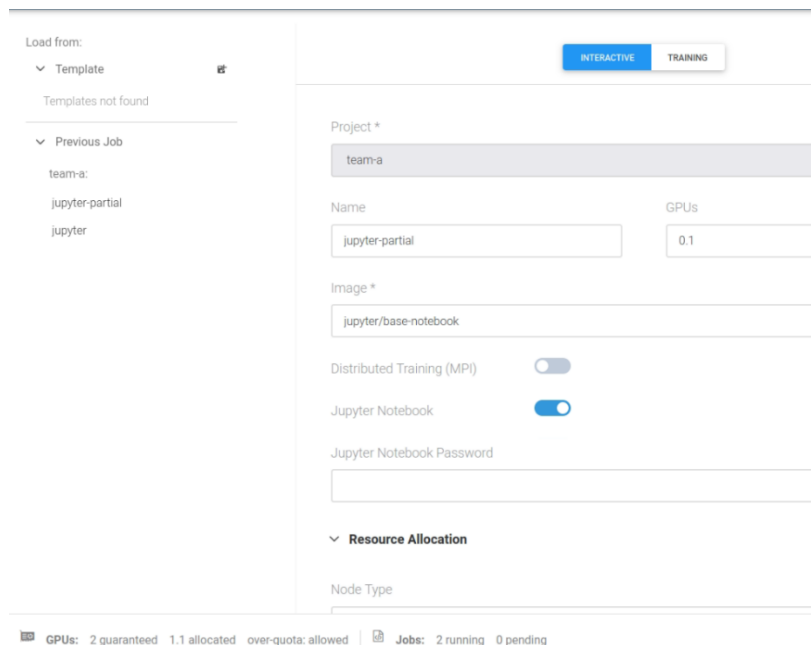 Load from:
Template
Templates not found
Previous Job
team-a:
jupyter-partial
jupyter
INTERACTIVE TRAINING
Project *
team-a
Name GPUs
jupyter-partial 0.1
Image *
jupyter/base-notebook
Distributed Training (MPI)
Jupyter Notebook
Jupyter Notebook Password
Resource Allocation
Node Type
GPUs: 2 guaranteed 1.1 allocated over-quota: allowed Jobs: 2 running 0 pending